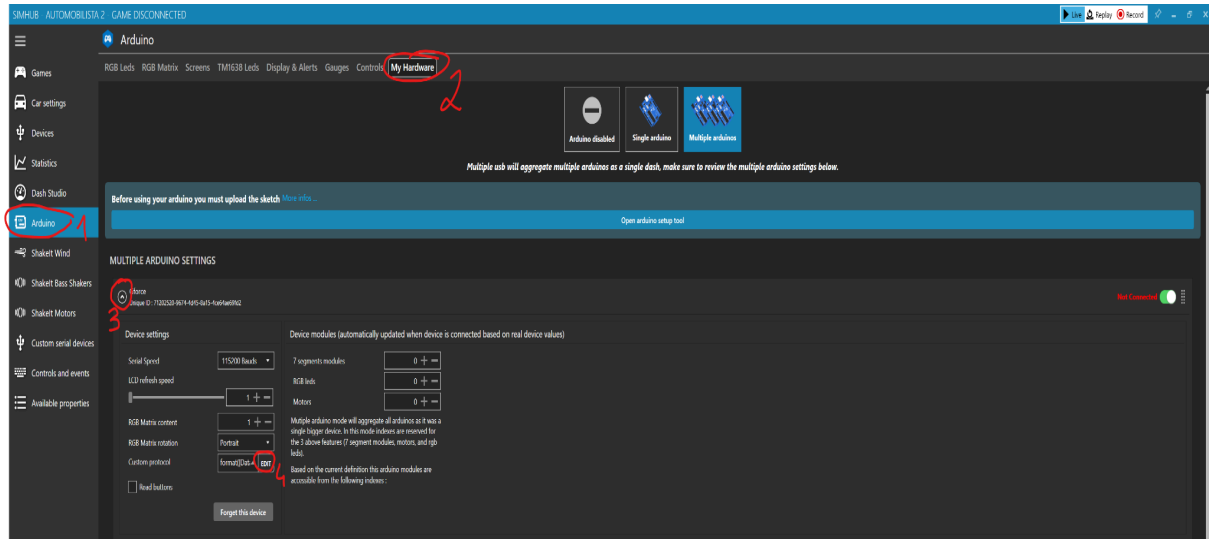 SIMHUB AUTOMOBILISTA 2 GAME DISCONNECTED
Live Replay Record
Arduino
RGB Leds RGB Matrix Screens TM1638 Leds Display & Alerts Gauges Controls My Hardware
2
Games
Car settings
Devices
Statistics
Dash Studio
Arduino 1
ShakeIt Wind
ShakeIt Bass Shakers
ShakeIt Motors
Custom serial devices
Controls and events
Available properties
Arduino disabled
Single arduino
Multiple arduinos
Multiple usb will aggregate multiple arduinos as a single dash, make sure to review the multiple arduino settings below.
Before using your arduino you must upload the sketch More infos ...
Open arduino setup tool
MULTIPLE ARDUINO SETTINGS
Unique ID :
3
Not Connected
Device settings
Serial Speed 115200 Bauds
LCD refresh speed
1
RGB Matrix content 1
RGB Matrix rotation Portrait
Custom protocol format([Dat EDIT
4
Read buttons
Forget this device
Device modules (automatically updated when device is connected based on real device values)
7 segments modules 0
RGB leds 0
Motors 0
Mutiple arduino mode will aggregate all arduinos as it was a
single bigger device. In this mode indexes are reserved for
the 3 above features (7 segment modules, motors, and rgb
leds).
Based on the current definition this arduino modules are
accessible from the following indexes :